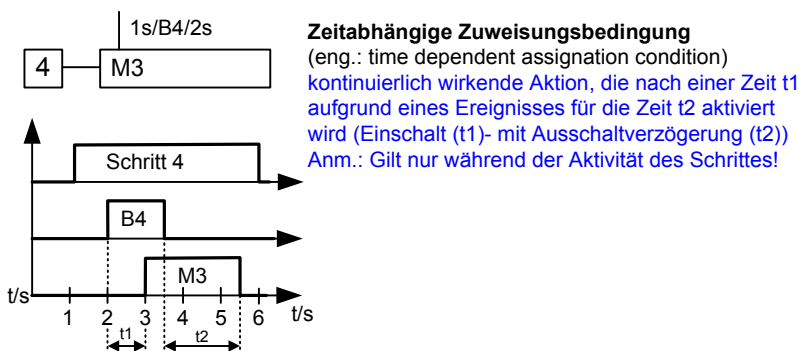 1s/B4/2s
4
M3
Zeitabhängige Zuweisungsbedingung
(eng.: time dependent assignation condition)
kontinuierlich wirkende Aktion, die nach einer Zeit t1
aufgrund eines Ereignisses für die Zeit t2 aktiviert
wird (Einschalt (t1)- mit Ausschaltverzögerung (t2))
Anm.: Gilt nur während der Aktivität des Schrittes!
Schritt 4
B4
M3
t/s
1 2 3 4 5 6 t/s
t1 t2